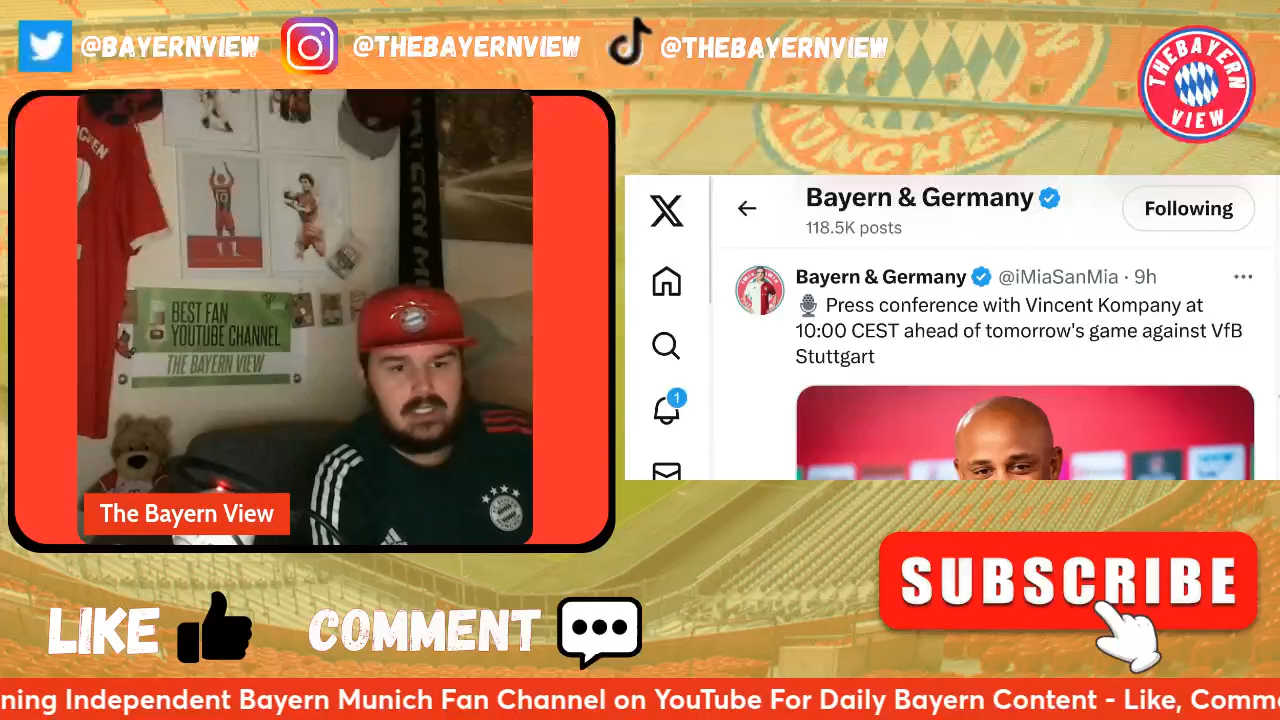 @BAYERNVIEW
@THEBAYERNVIEW
@THEBAYERNVIEW
THEBAYERN
VIEW
BEST FAN
YOUTUBE CHANNEL
THE BAYERN VIEW
10
The Bayern View
Bayern & Germany
118.5K posts
Following
Bayern & Germany @iMiaSanMia · 9h
Press conference with Vincent Kompany at
10:00 CEST ahead of tomorrow's game against VfB
Stuttgart
1
LIKE
COMMENT
SUBSCRIBE
ning Independent Bayern Munich Fan Channel on YouTube For Daily Bayern Content - Like, Comm